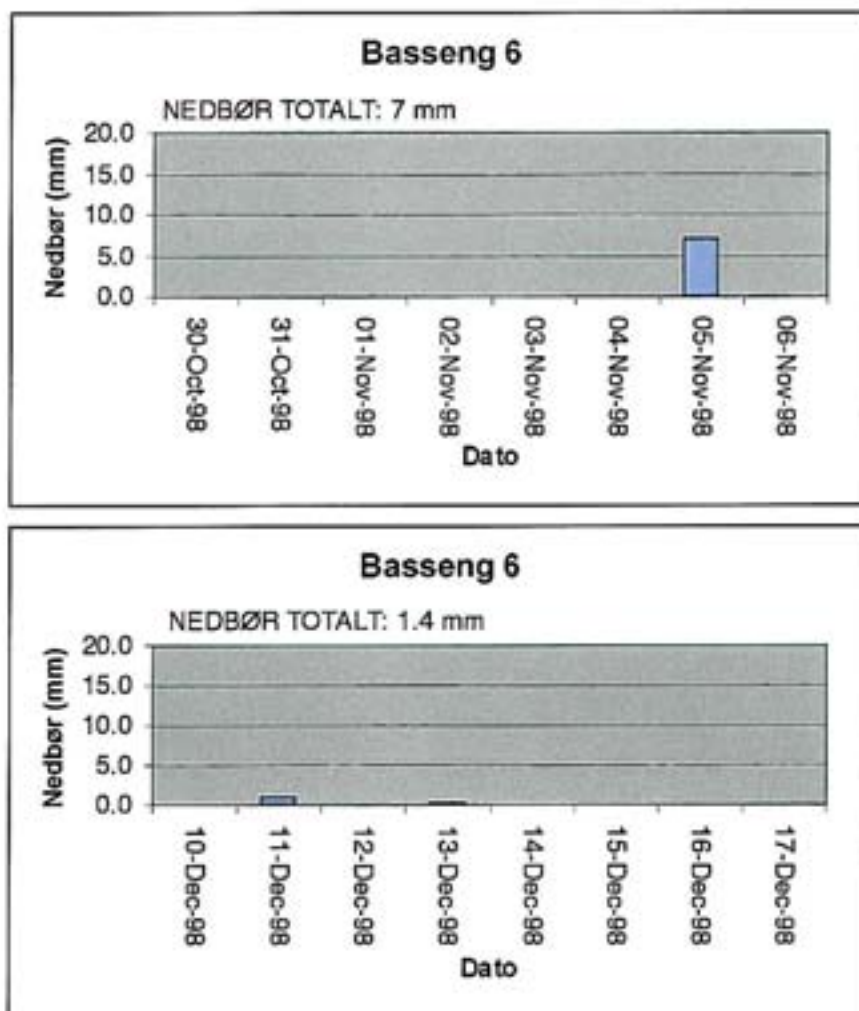 Basseng 6
NEDBØR TOTALT: 7 mm
Nedbør (mm)
20.0
15.0
10.0
5.0
0.0
30-Oct-98
31-Oct-98
01-Nov-98
02-Nov-98
03-Nov-98
04-Nov-98
05-Nov-98
06-Nov-98
Dato
Basseng 6
NEDBØR TOTALT: 1.4 mm
Nedbør (mm)
20.0
15.0
10.0
5.0
0.0
10-Dec-98
11-Dec-98
12-Dec-98
13-Dec-98
14-Dec-98
15-Dec-98
16-Dec-98
17-Dec-98
Dato